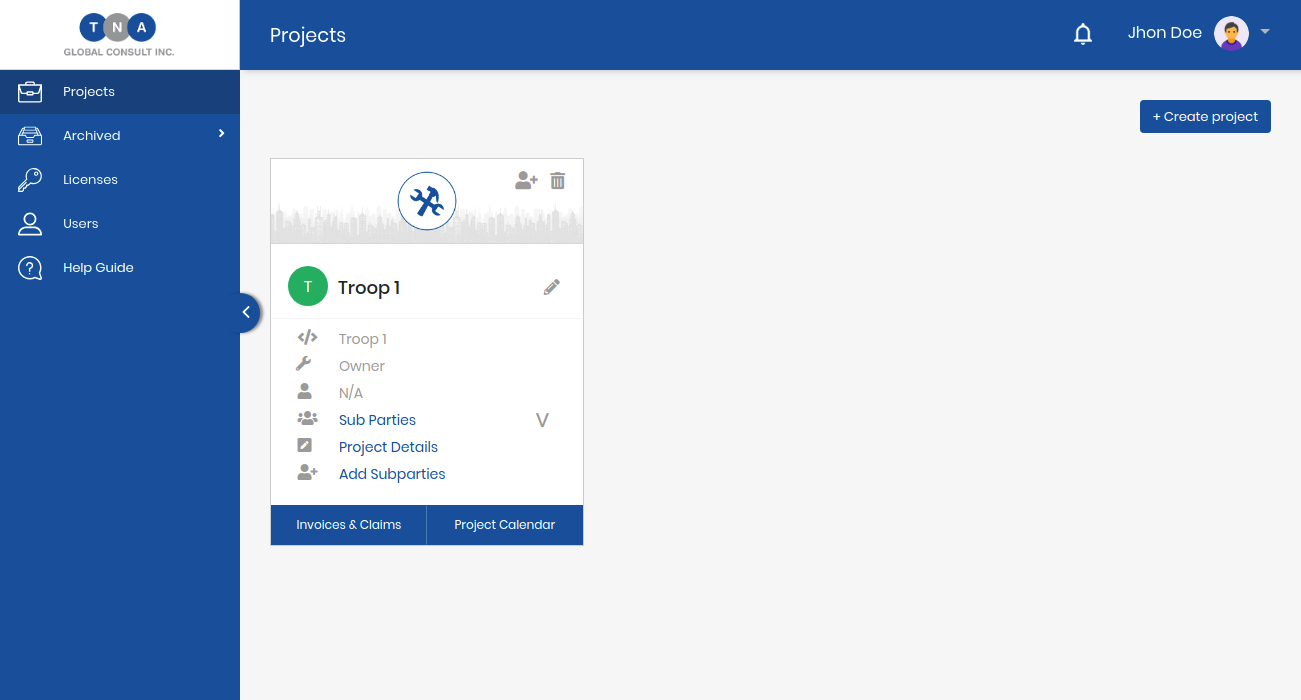 T N A
GLOBAL CONSULT INC.
Projects
Jhon Doe
Projects
Archived
Licenses
Users
Help Guide
+ Create project
T
Troop 1
Troop 1
Owner
N/A
Sub Parties V
Project Details
Add Subparties
Invoices & Claims
Project Calendar